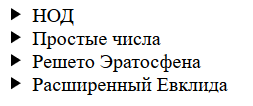 НОД
Простые числа
Решето Эратосфена
Расширенный Евклида